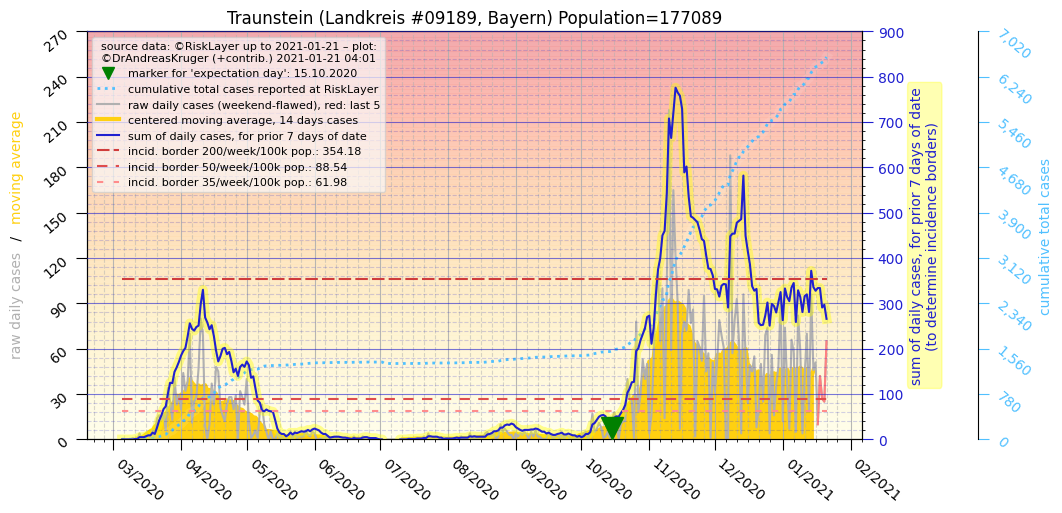 Traunstein (Landkreis #09189, Bayern) Population=177089
source data: ©RiskLayer up to 2021-01-21 – plot:
©DrAndreasKruger (+contrib.) 2021-01-21 04:01
marker for 'expectation day': 15.10.2020
cumulative total cases reported at RiskLayer
raw daily cases (weekend-flawed), red: last 5
centered moving average, 14 days cases
sum of daily cases, for prior 7 days of date
incid. border 200/week/100k pop.: 354.18
incid. border 50/week/100k pop.: 88.54
incid. border 35/week/100k pop.: 61.98
raw daily cases / moving average
270
240
210
180
150
120
90
60
30
0
03/2020
04/2020
05/2020
06/2020
07/2020
08/2020
09/2020
10/2020
11/2020
12/2020
01/2021
02/2021
900
800
700
600
500
400
300
200
100
0
sum of daily cases, for prior 7 days of date
(to determine incidence borders)
7,020
6,240
5,460
4,680
3,900
3,120
2,340
1,560
780
0
cumulative total cases